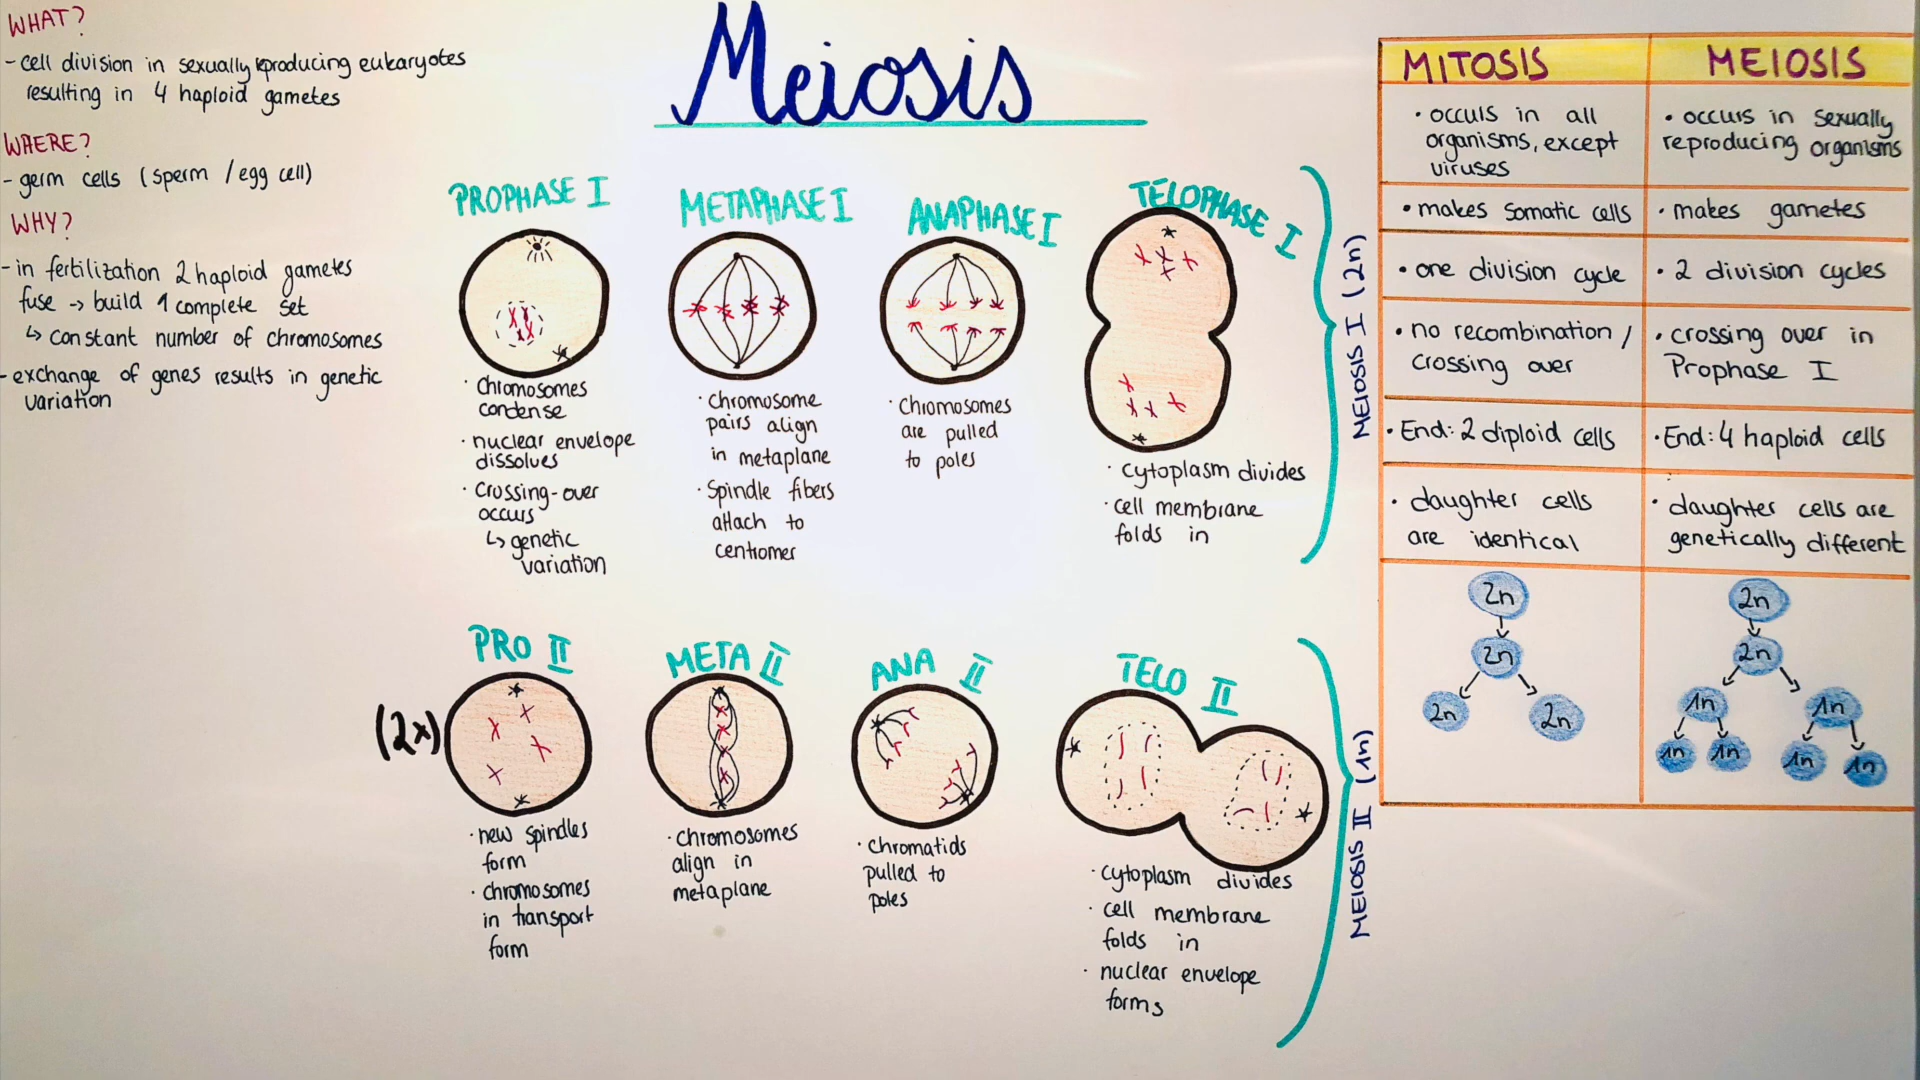 WHAT?
- cell division in sexually reproducing eukaryotes
resulting in 4 haploid gametes
WHERE?
- germ cells (sperm / egg cell)
WHY?
- in fertilization 2 haploid gametes
fuse → build 1 complete set
↳ constant number of chromosomes
- exchange of genes results in genetic
variation
Meiosis
PROPHASE I
· Chromosomes
condense
· nuclear envelope
dissolves
· Crossing-over
occurs
↳ genetic
variation
METAPHASE I
· chromosome
pairs align
in metaplane
· Spindle fibers
attach to
centromer
ANAPHASE I
· Chromosomes
are pulled
to poles
TELOPHASE I
· cytoplasm divides
· cell membrane
folds in
MEIOSIS I (2n)
(2x)
PRO II
· new spindles
form
· chromosomes
in transport
form
META II
· chromosomes
align in
metaplane
ANA II
· chromatids
pulled to
poles
TELO II
· cytoplasm divides
· cell membrane
folds in
· nuclear envelope
forms
MEIOSIS II (1n)
MITOSIS
MEIOSIS
• occurs in all
organisms, except
viruses
• occurs in sexually
reproducing organisms
• makes somatic cells
• makes gametes
• one division cycle
• 2 division cycles
• no recombination /
crossing over
• crossing over in
Prophase I
• End: 2 diploid cells
• End: 4 haploid cells
• daughter cells
are identical
• daughter cells are
genetically different
2n
2n
2n 2n
2n
2n
1n 1n
1n 1n 1n 1n